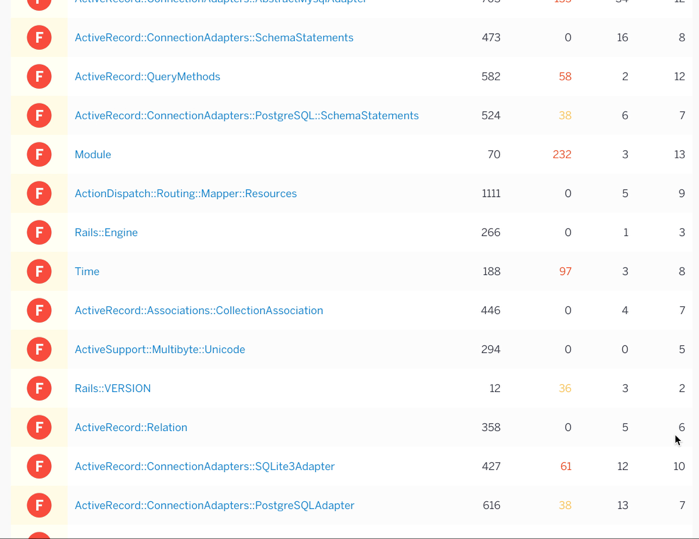 F ActiveRecord::ConnectionAdapters::AbstractMysqlAdapter
F ActiveRecord::ConnectionAdapters::SchemaStatements 473 0 16 8
F ActiveRecord::QueryMethods 582 58 2 12
F ActiveRecord::ConnectionAdapters::PostgreSQL::SchemaStatements 524 38 6 7
F Module 70 232 3 13
F ActionDispatch::Routing::Mapper::Resources 1111 0 5 9
F Rails::Engine 266 0 1 3
F Time 188 97 3 8
F ActiveRecord::Associations::CollectionAssociation 446 0 4 7
F ActiveSupport::Multibyte::Unicode 294 0 0 5
F Rails::VERSION 12 36 3 2
F ActiveRecord::Relation 358 0 5 6
F ActiveRecord::ConnectionAdapters::SQLite3Adapter 427 61 12 10
F ActiveRecord::ConnectionAdapters::PostgreSQLAdapter 616 38 13 7